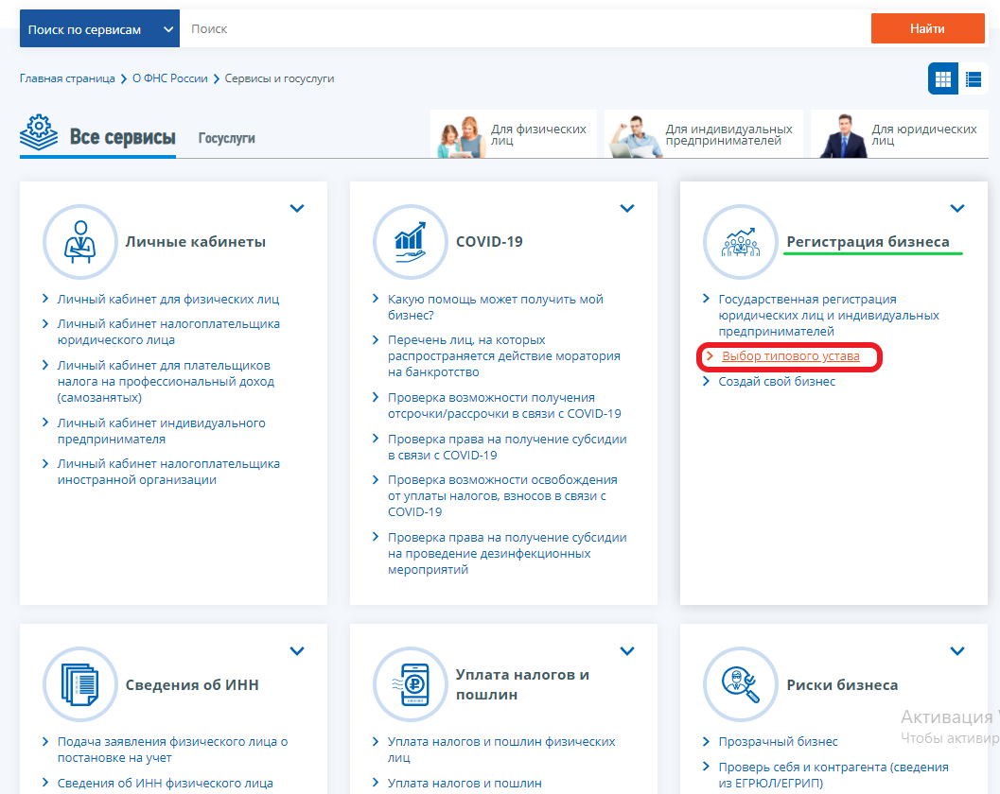 Поиск по сервисам
Поиск
Найти
Главная страница
О ФНС России
Сервисы и госуслуги
Все сервисы
Госуслуги
Для физических
лиц
Для индивидуальных
предпринимателей
Для юридических
лиц
Личные кабинеты
Личный кабинет для физических лиц
Личный кабинет налогоплательщика
юридического лица
Личный кабинет для плательщиков
налога на профессиональный доход
(самозанятых)
Личный кабинет индивидуального
предпринимателя
Личный кабинет налогоплательщика
иностранной организации
COVID-19
Какую помощь может получить мой
бизнес?
Перечень лиц, на которых
распространяется действие моратория
на банкротство
Проверка возможности получения
отсрочки/рассрочки в связи с COVID-19
Проверка права на получение субсидии
в связи с COVID-19
Проверка возможности освобождения
от уплаты налогов, взносов в связи с
COVID-19
Проверка права на получение субсидии
на проведение дезинфекционных
мероприятий
Регистрация бизнеса
Государственная регистрация
юридических лиц и индивидуальных
предпринимателей
Выбор типового устава
Создай свой бизнес
Сведения об ИНН
Подача заявления физического лица о
постановке на учет
Сведения об ИНН физического лица
Уплата налогов и
пошлин
Уплата налогов и пошлин физических
лиц
Уплата налогов и пошлин
Риски бизнеса
Прозрачный бизнес
Проверь себя и контрагента (сведения
из ЕГРЮЛ/ЕГРИП)
Активация
Чтобы активир